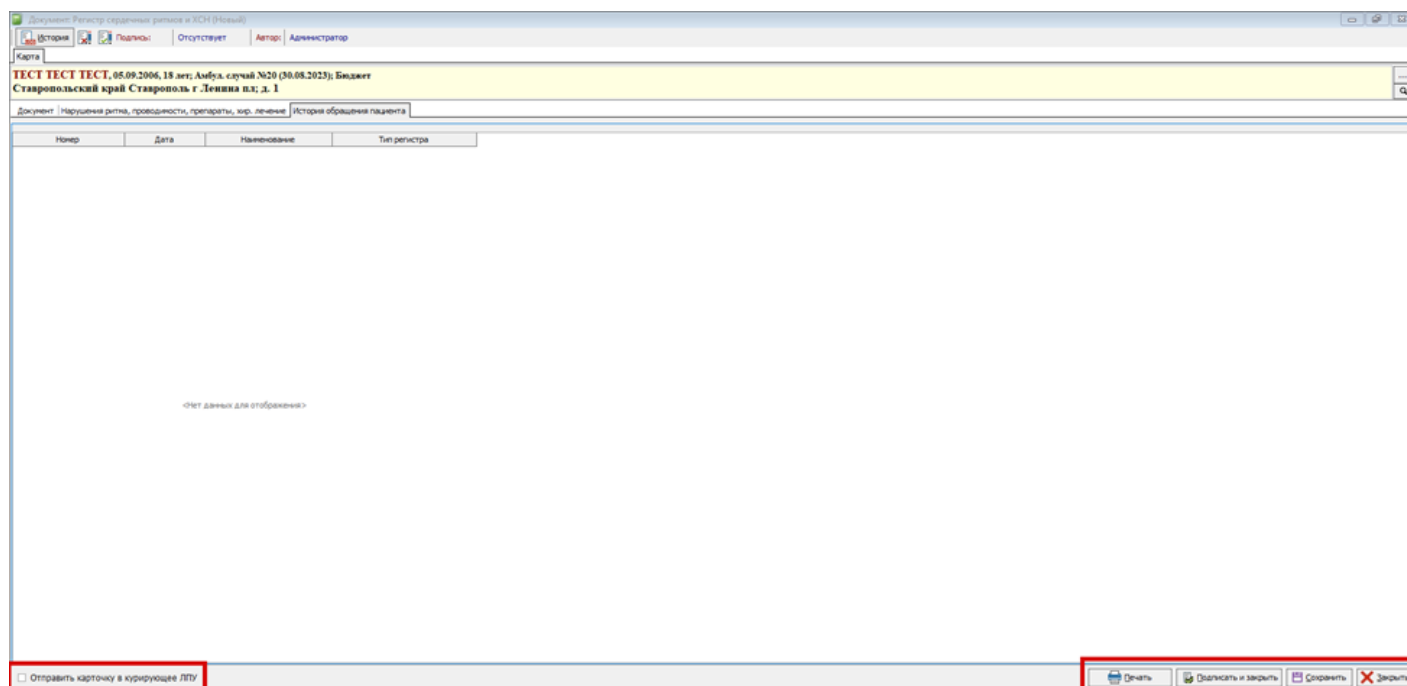 Документ: Регистр сердечных ритмов и ХСН (Новый)
История Подпись: Отсутствует Автор: Администратор
Карта
ТЕСТ ТЕСТ ТЕСТ, 05.09.2006, 18 лет; Амбул. случай №20 (30.08.2023); Бюджет
Ставропольский край Ставрополь г Ленина пл; д. 1
Документ Нарушения ритма, проводимости, препараты, хир. лечение История обращения пациента
Номер Дата Наименование Тип регистра
<Нет данных для отображения>
Отправить карточку в курирующее ЛПУ Печать Подписать и закрыть Сохранить Закрыть